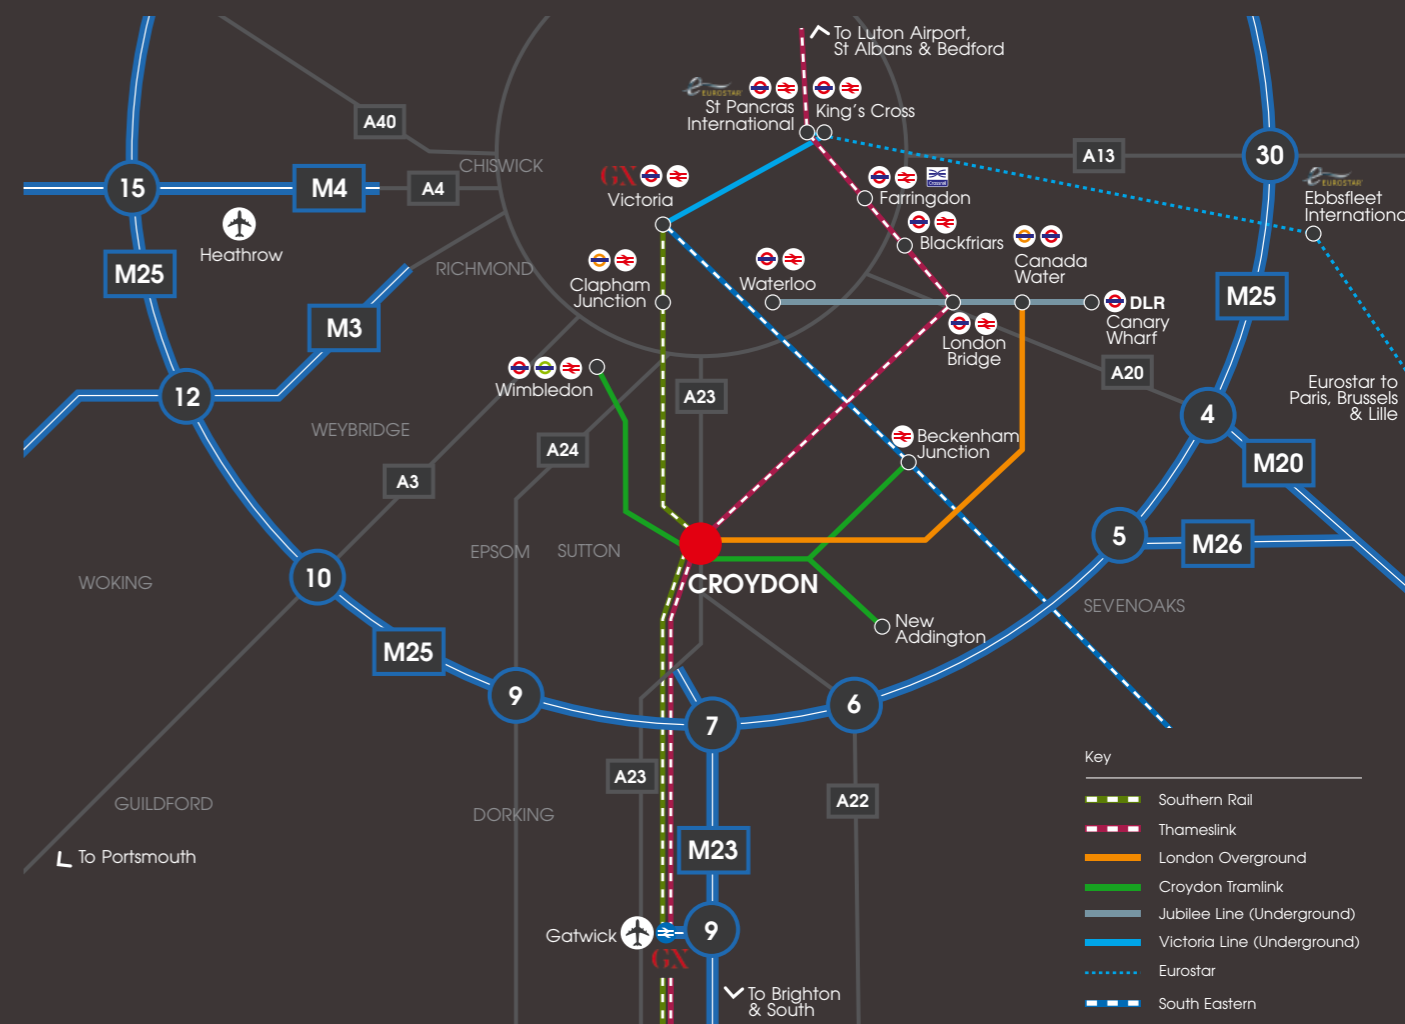 To Luton Airport,
St Albans & Bedford
EUROSTAR
St Pancras
International
King's Cross
A40
CHISWICK
A13
30
15
M4
A4
GX
Victoria
Crossrail
Farringdon
EUROSTAR
Ebbsfleet
Internationa
Heathrow
Blackfriars
M25
RICHMOND
Clapham
Junction
Waterloo
Canada
Water
M25
DLR
Canary
Wharf
M3
London
Bridge
Wimbledon
A23
A20
Eurostar to
Paris, Brussels
& Lille
12
4
WEYBRIDGE
A24
Beckenham
Junction
M20
A3
EPSOM
SUTTON
5
M26
WOKING
10
CROYDON
SEVENOAKS
New
Addington
M25
9
7
6
A23
A22
GUILDFORD
DORKING
To Portsmouth
M23
Gatwick
9
GX
To Brighton
& South
Key
Southern Rail
Thameslink
London Overground
Croydon Tramlink
Jubilee Line (Underground)
Victoria Line (Underground)
Eurostar
South Eastern